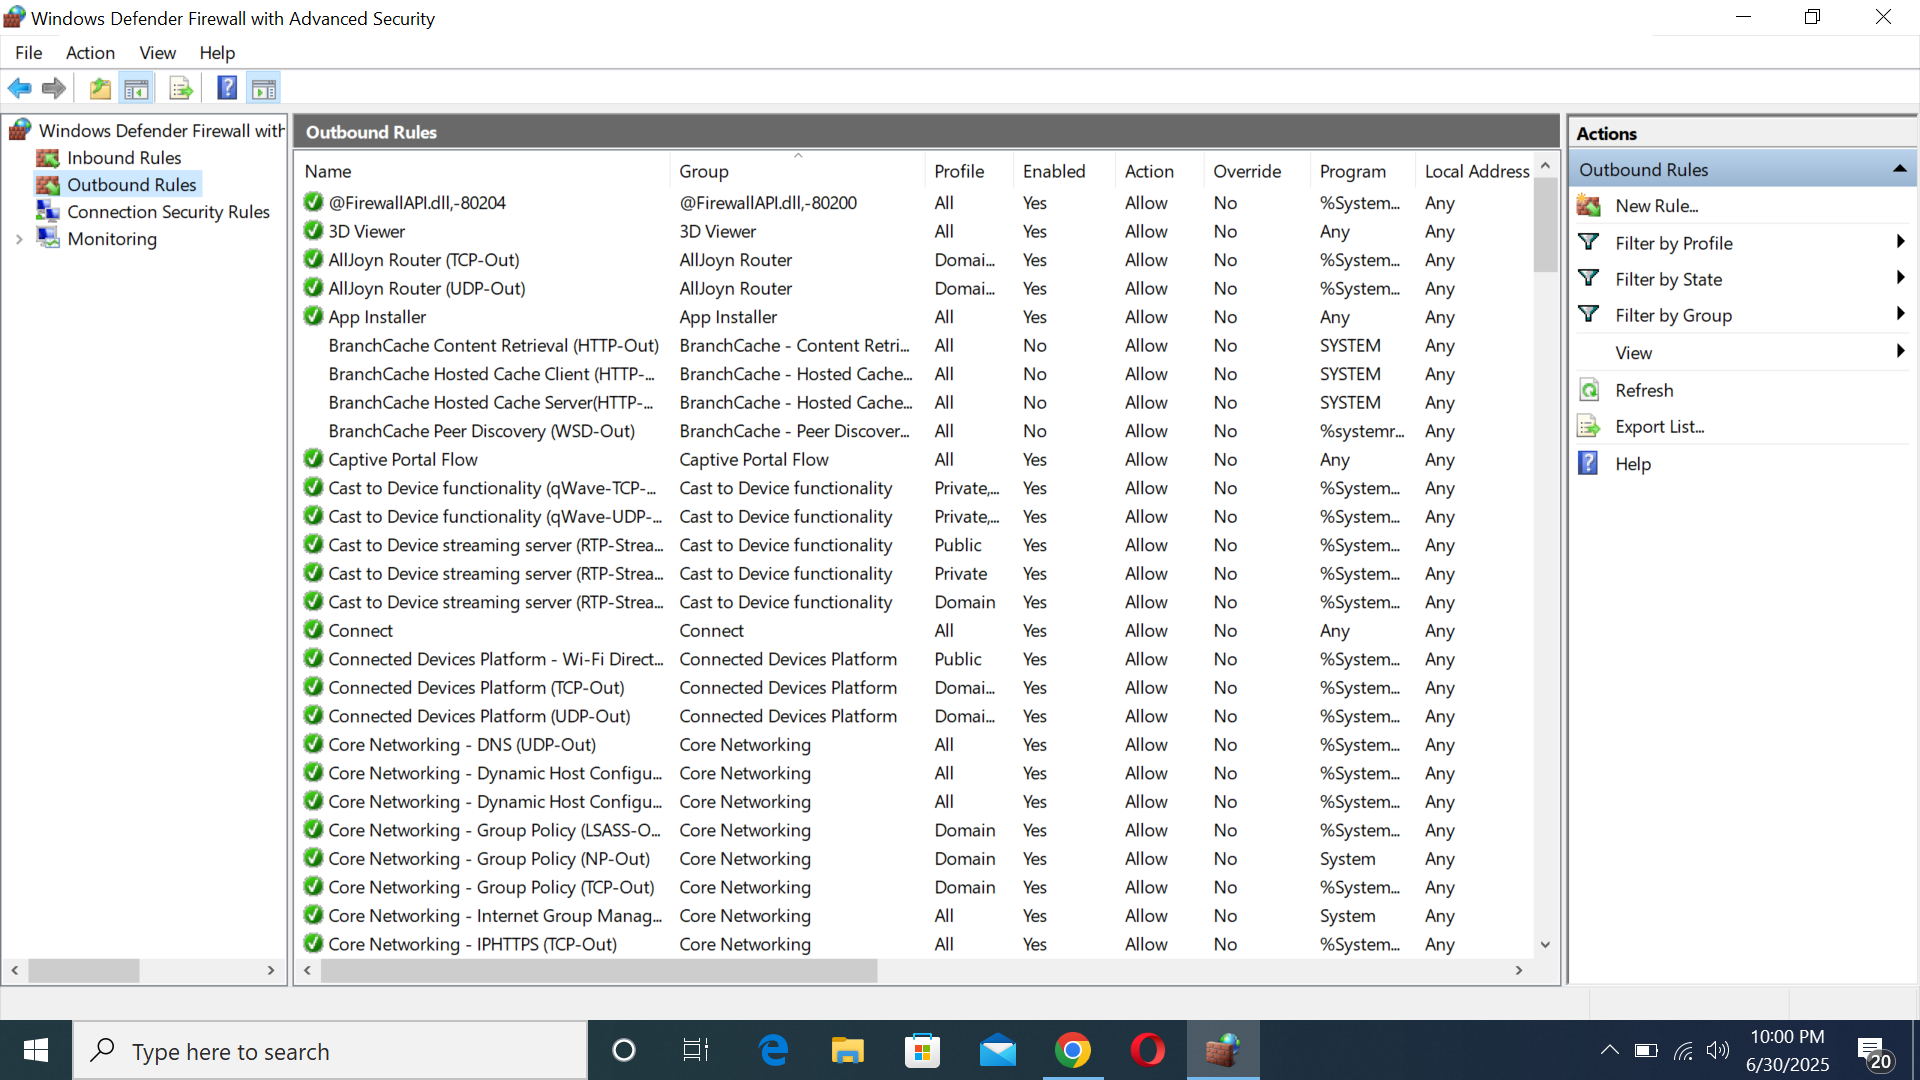 Windows Defender Firewall with Advanced Security
File Action View Help
Windows Defender Firewall with
Inbound Rules
Outbound Rules
Connection Security Rules
Monitoring
Outbound Rules
Name Group Profile Enabled Action Override Program Local Address
@FirewallAPI.dll,-80204 @FirewallAPI.dll,-80200 All Yes Allow No %System... Any
3D Viewer 3D Viewer All Yes Allow No Any Any
AllJoyn Router (TCP-Out) AllJoyn Router Domai... Yes Allow No %System... Any
AllJoyn Router (UDP-Out) AllJoyn Router Domai... Yes Allow No %System... Any
App Installer App Installer All Yes Allow No Any Any
BranchCache Content Retrieval (HTTP-Out) BranchCache - Content Retri... All No Allow No SYSTEM Any
BranchCache Hosted Cache Client (HTTP-... BranchCache - Hosted Cache... All No Allow No SYSTEM Any
BranchCache Hosted Cache Server(HTTP-... BranchCache - Hosted Cache... All No Allow No SYSTEM Any
BranchCache Peer Discovery (WSD-Out) BranchCache - Peer Discover... All No Allow No %systemr... Any
Captive Portal Flow Captive Portal Flow All Yes Allow No Any Any
Cast to Device functionality (qWave-TCP-... Cast to Device functionality Private,... Yes Allow No %System... Any
Cast to Device functionality (qWave-UDP-... Cast to Device functionality Private,... Yes Allow No %System... Any
Cast to Device streaming server (RTP-Strea... Cast to Device functionality Public Yes Allow No %System... Any
Cast to Device streaming server (RTP-Strea... Cast to Device functionality Private Yes Allow No %System... Any
Cast to Device streaming server (RTP-Strea... Cast to Device functionality Domain Yes Allow No %System... Any
Connect Connect All Yes Allow No Any Any
Connected Devices Platform - Wi-Fi Direct... Connected Devices Platform Public Yes Allow No %System... Any
Connected Devices Platform (TCP-Out) Connected Devices Platform Domai... Yes Allow No %System... Any
Connected Devices Platform (UDP-Out) Connected Devices Platform Domai... Yes Allow No %System... Any
Core Networking - DNS (UDP-Out) Core Networking All Yes Allow No %System... Any
Core Networking - Dynamic Host Configu... Core Networking All Yes Allow No %System... Any
Core Networking - Dynamic Host Configu... Core Networking All Yes Allow No %System... Any
Core Networking - Group Policy (LSASS-O... Core Networking Domain Yes Allow No %System... Any
Core Networking - Group Policy (NP-Out) Core Networking Domain Yes Allow No System Any
Core Networking - Group Policy (TCP-Out) Core Networking Domain Yes Allow No %System... Any
Core Networking - Internet Group Manag... Core Networking All Yes Allow No System Any
Core Networking - IPHTTPS (TCP-Out) Core Networking All Yes Allow No %System... Any
Actions
Outbound Rules
New Rule...
Filter by Profile
Filter by State
Filter by Group
View
Refresh
Export List...
Help
Type here to search
10:00 PM
6/30/2025
20